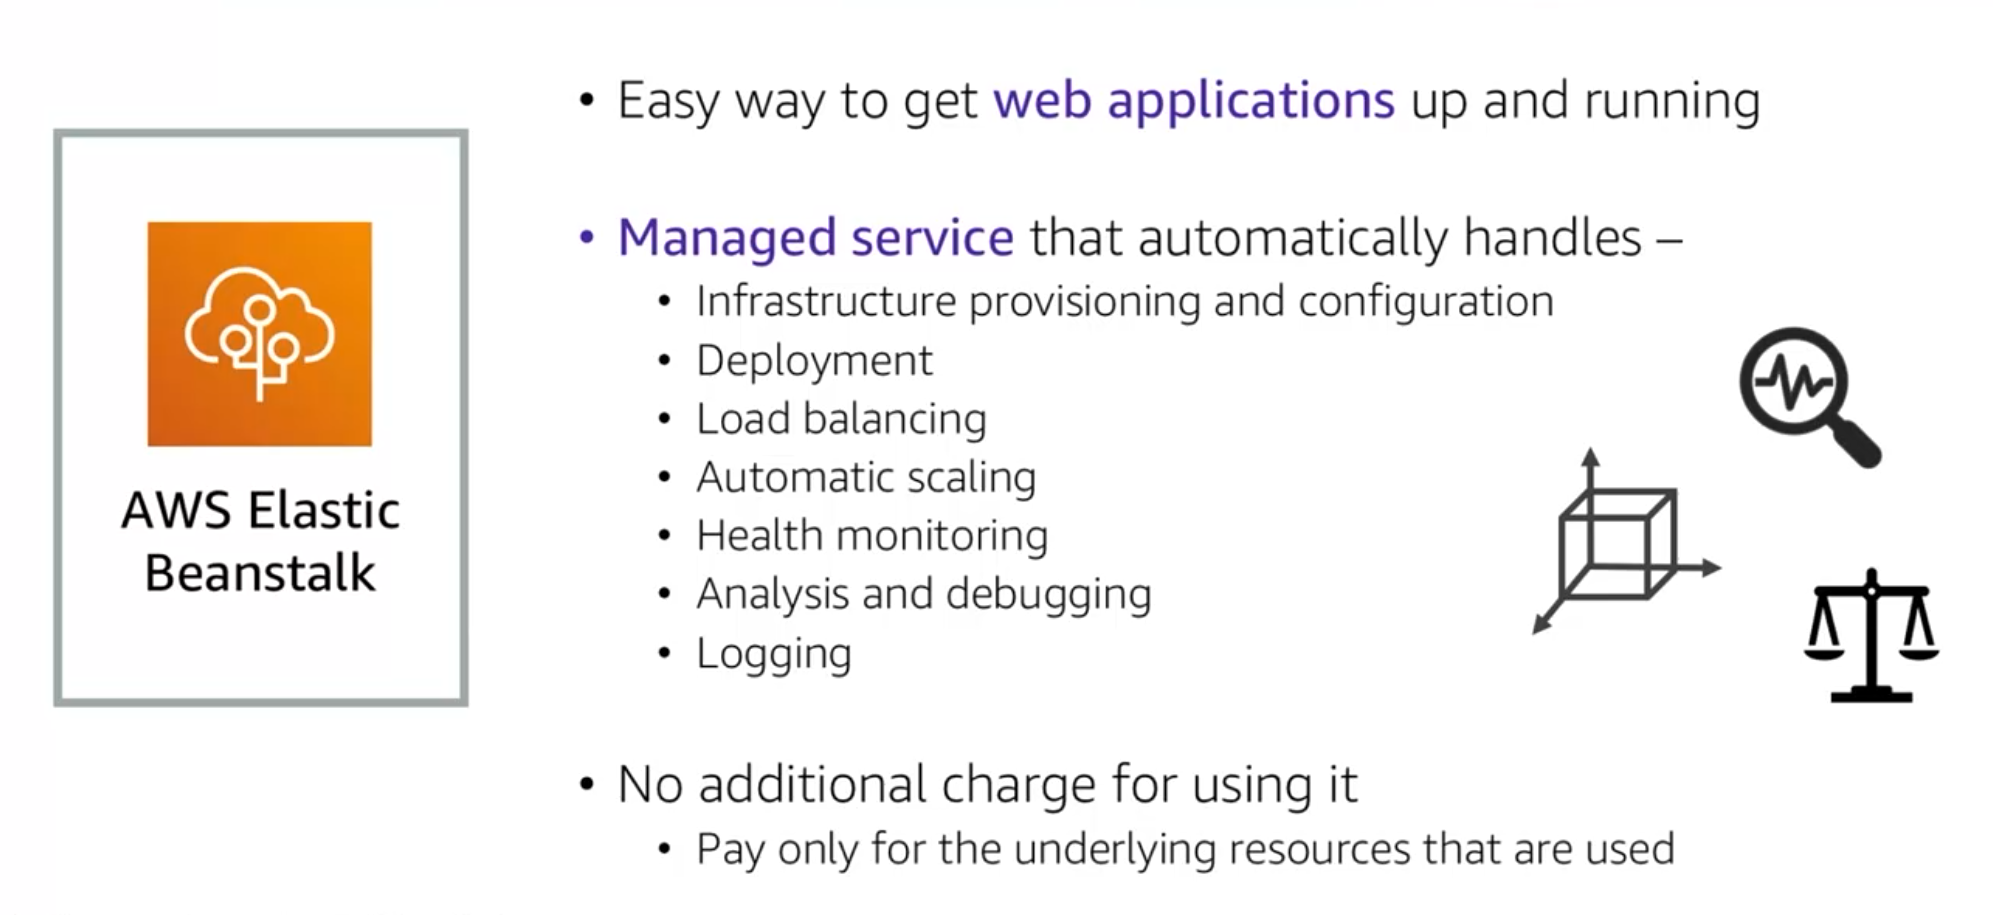 AWS Elastic
Beanstalk
• Easy way to get web applications up and running
• Managed service that automatically handles –
• Infrastructure provisioning and configuration
• Deployment
• Load balancing
• Automatic scaling
• Health monitoring
• Analysis and debugging
• Logging
• No additional charge for using it
• Pay only for the underlying resources that are used